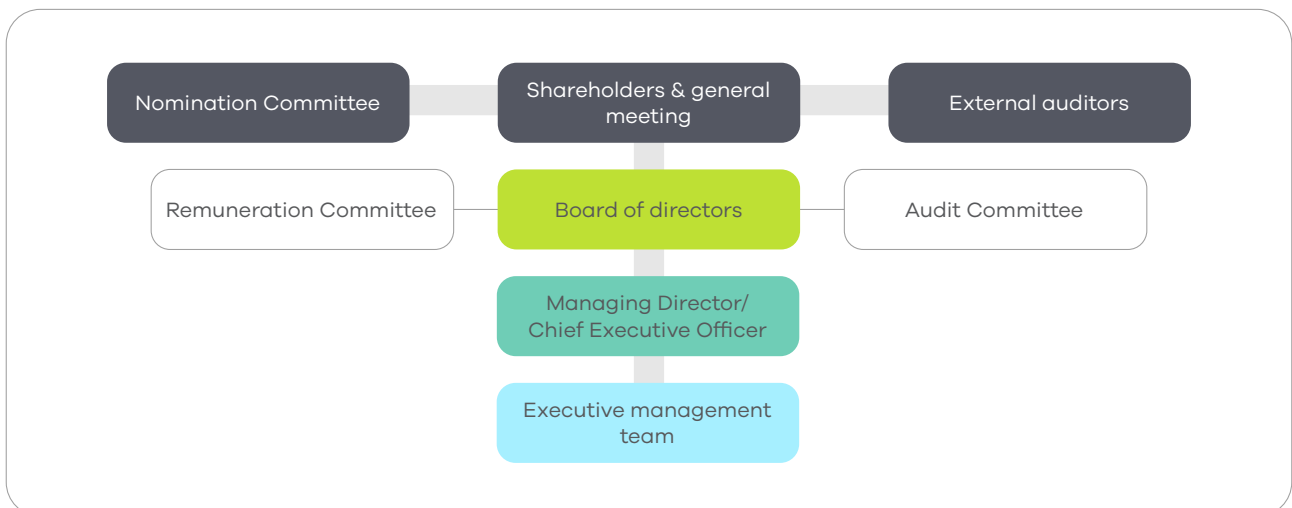 Nomination Committee
Shareholders & general
meeting
External auditors
Remuneration Committee
Board of directors
Audit Committee
Managing Director/
Chief Executive Officer
Executive management
team